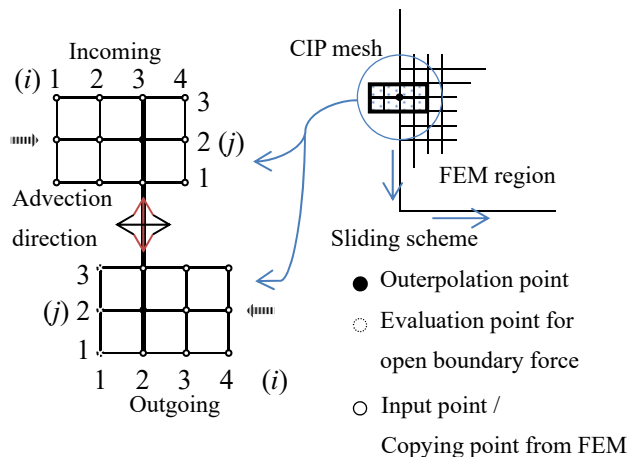 Incoming
(i) 1 2 3 4
3
2 (j)
1
Advection
direction
3
(j) 2
1
1 2 3 4 (i)
Outgoing
CIP mesh
FEM region
Sliding scheme
Outerpolation point
Evaluation point for
open boundary force
Input point /
Copying point from FEM